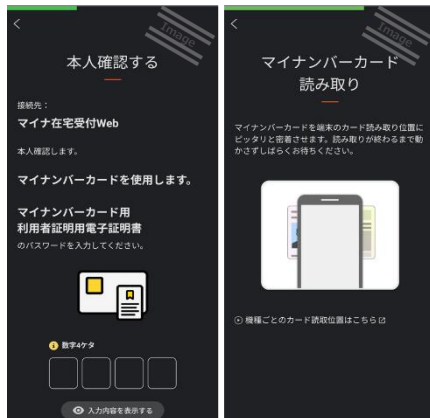 Image
本人確認する
接続先：
マイナ在宅受付Web
本人確認します。
マイナンバーカードを使用します。
マイナンバーカード用
利用者証明用電子証明書
のパスワードを入力してください。
数字4ケタ
入力内容を表示する
Image
マイナンバーカード
読み取り
マイナンバーカードを端末のカード読み取り位置に
ピッタリと密着させます。読み取りが終わるまで動
かさずしばらくお待ちください。
機種ごとのカード読取位置はこちら